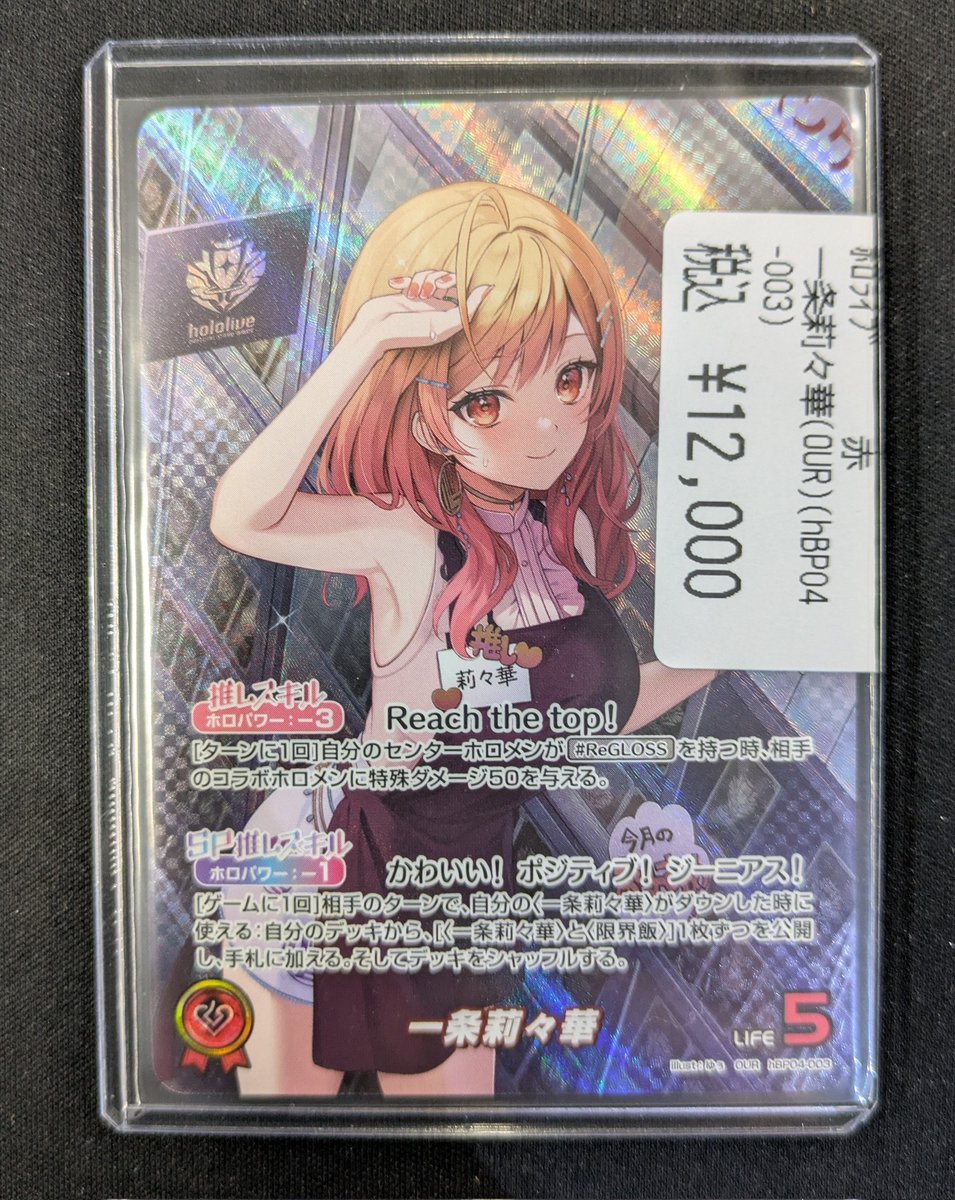 hololive
ホロライブ 赤
一条莉々華(OUR)(hBP04
-003)
税込 ¥12,000
推し
莉々華
推しスキル
ホロパワー：－3
Reach the top!
[ターンに1回]自分のセンターホロメンが #ReGLOSS を持つ時、相手
のコラボホロメンに特殊ダメージ50を与える。
今月の
SP推しスキル
ホロパワー：－1
かわいい！ ポジティブ！ ジーニアス！
[ゲームに1回]相手のターンで、自分の〈一条莉々華〉がダウンした時に
使える：自分のデッキから、[〈一条莉々華〉と〈限界飯〉]1枚ずつを公開
し、手札に加える。そしてデッキをシャッフルする。
一条莉々華
LIFE 5
illust：ゆぅ OUR hBP04-003